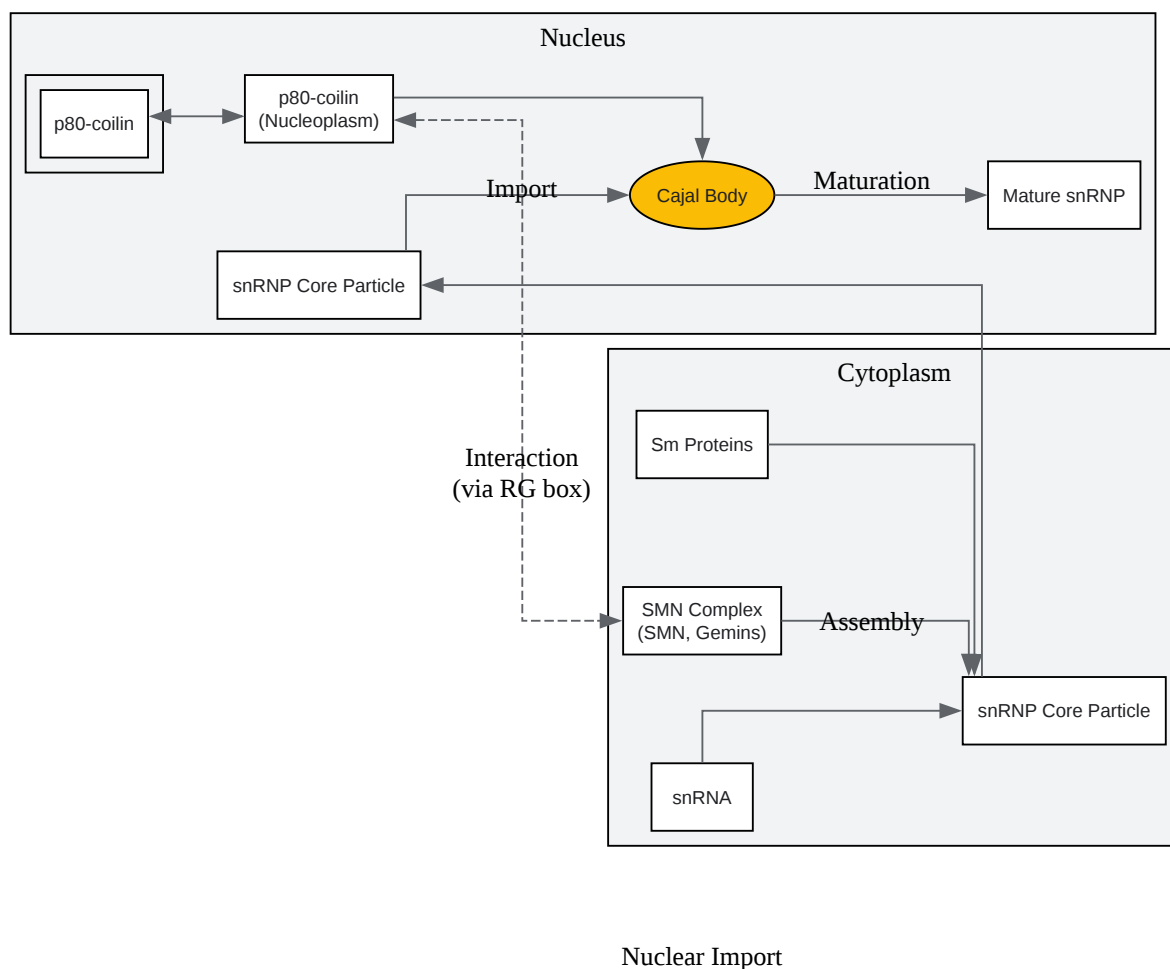 Nucleus
p80-coilin
p80-coilin
(Nucleoplasm)
Import
Cajal Body
Maturation
Mature snRNP
snRNP Core Particle
Cytoplasm
Sm Proteins
Interaction
(via RG box)
SMN Complex
(SMN, Gemins)
Assembly
snRNP Core Particle
snRNA
Nuclear Import